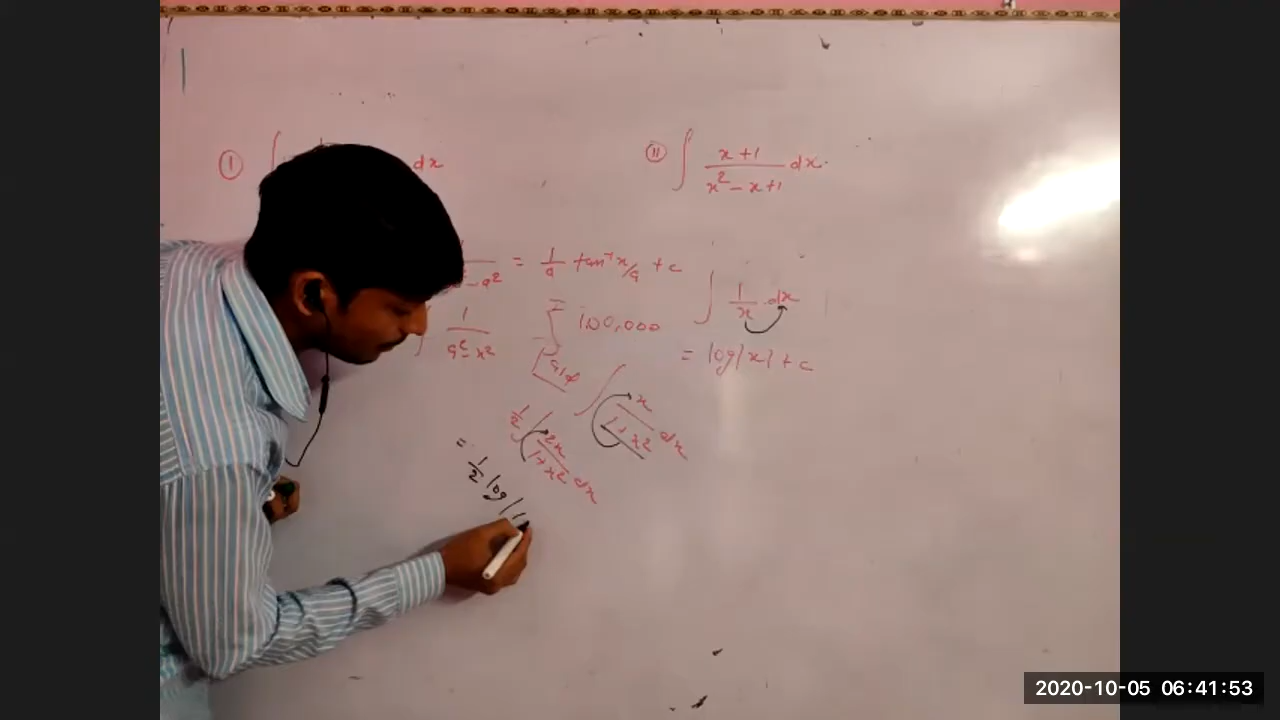 Ⓘ ∫ dx
Ⓘ Ⓘ ∫ x+1 / x² - x+1 dx.
= 1/a tan⁻¹ x/a + c
∫ 1/x dx
1 / a² - x²
100,000
= log|x| + c
∫ x / 1+x² dx
1/2 ∫ 2x / 1+x² dx
= 1/2 log |1
2020-10-05 06:41:53